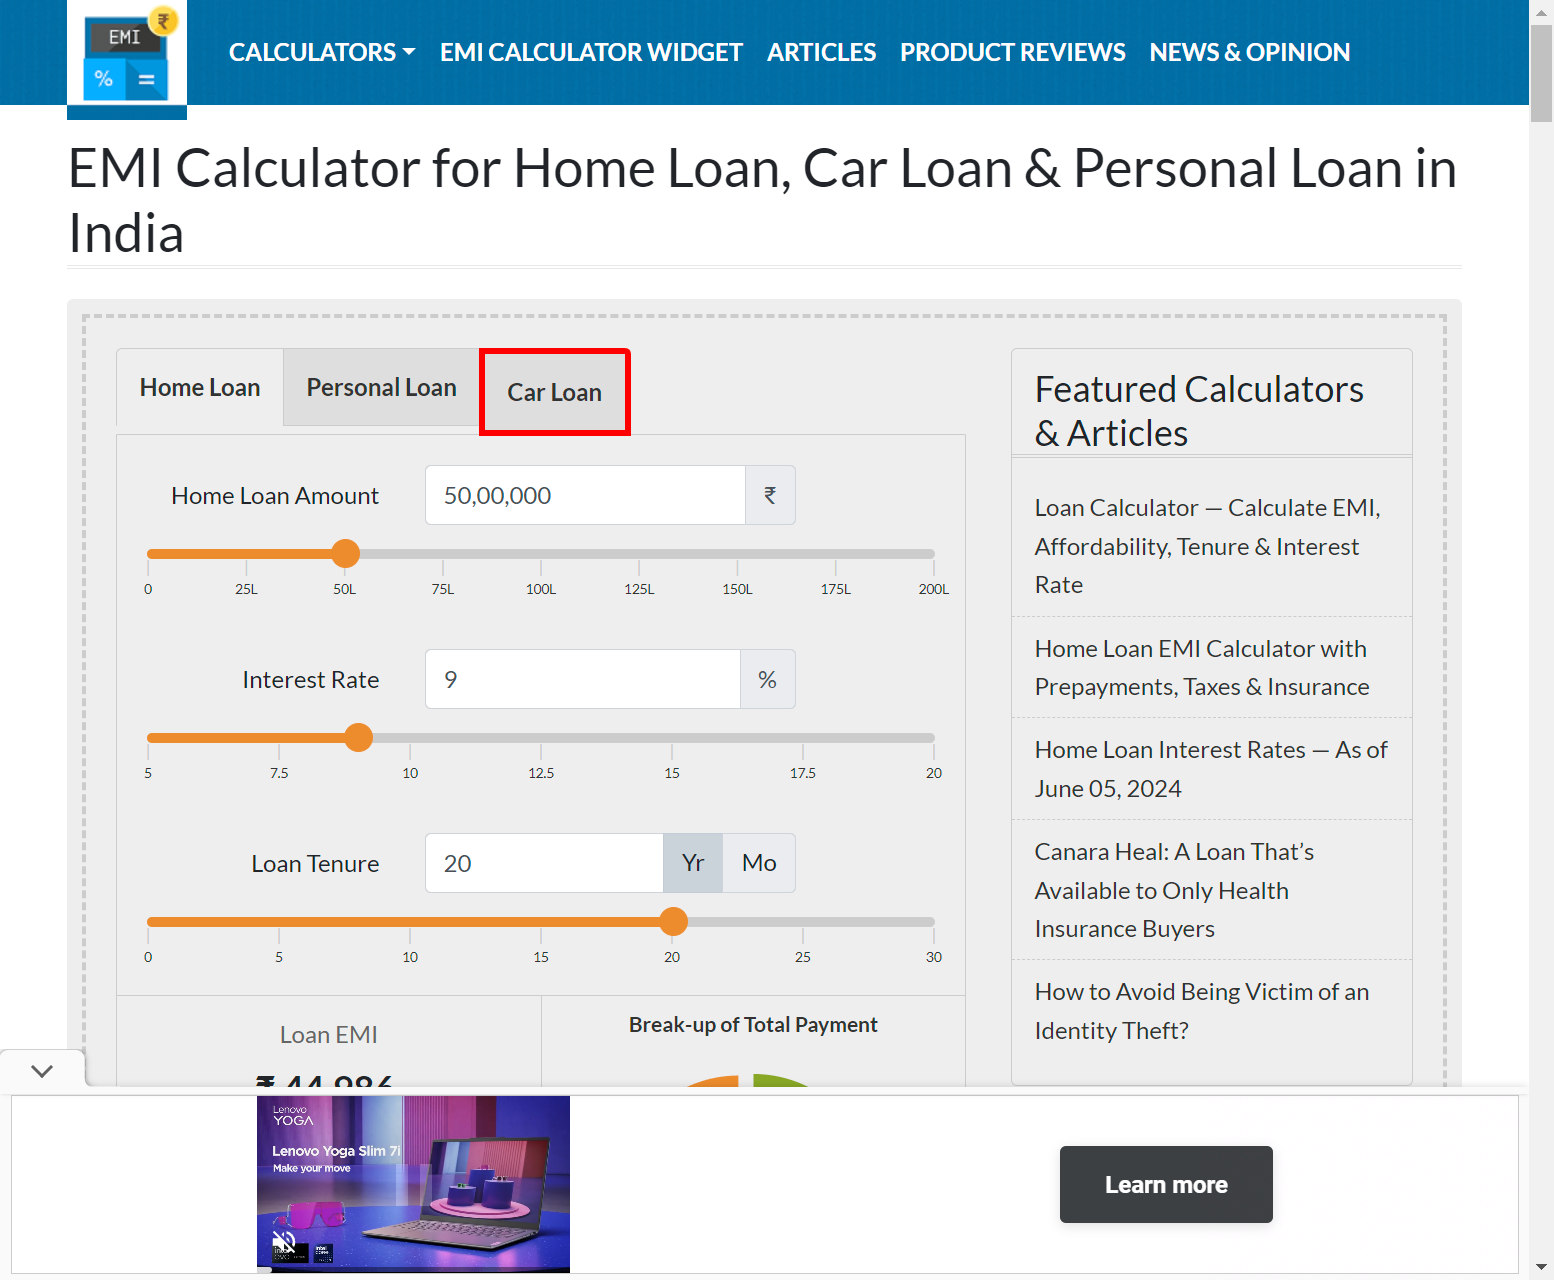 EMI
₹
%
=
CALCULATORS
EMI CALCULATOR WIDGET
ARTICLES
PRODUCT REVIEWS
NEWS & OPINION
EMI Calculator for Home Loan, Car Loan & Personal Loan in
India
Home Loan
Personal Loan
Car Loan
Home Loan Amount
50,00,000
₹
0
25L
50L
75L
100L
125L
150L
175L
200L
Interest Rate
9
%
5
7.5
10
12.5
15
17.5
20
Loan Tenure
20
Yr
Mo
0
5
10
15
20
25
30
Loan EMI
₹ 44,986
Break-up of Total Payment
Featured Calculators
& Articles
Loan Calculator — Calculate EMI,
Affordability, Tenure & Interest
Rate
Home Loan EMI Calculator with
Prepayments, Taxes & Insurance
Home Loan Interest Rates — As of
June 05, 2024
Canara Heal: A Loan That's
Available to Only Health
Insurance Buyers
How to Avoid Being Victim of an
Identity Theft?
Lenovo
YOGA
Lenovo Yoga Slim 7i
Make your move
Learn more